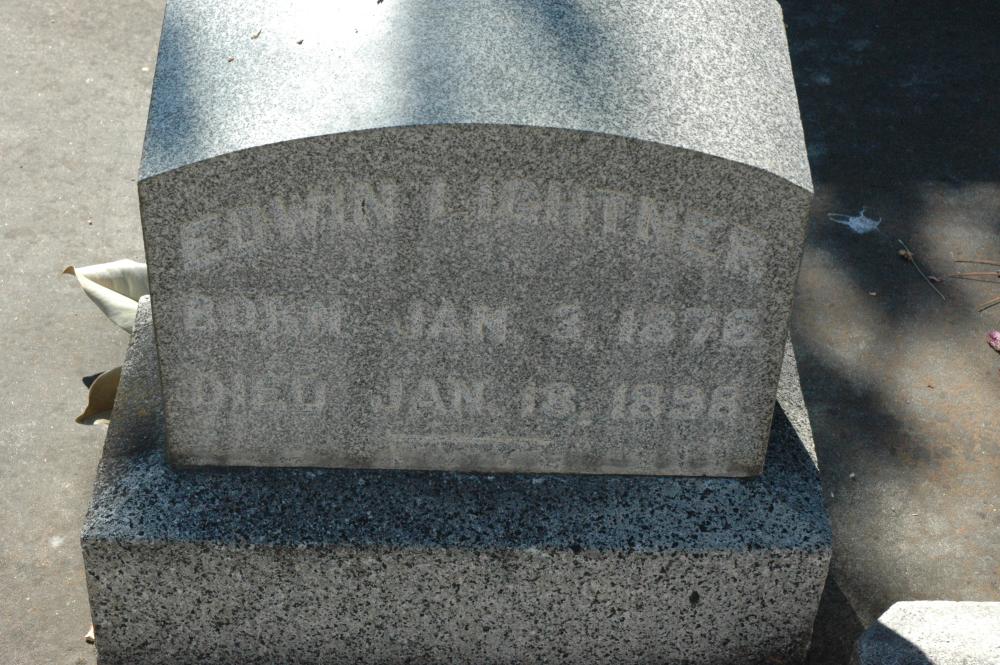 EDWIN LIGHTNER
BORN JAN 3, 1876
DIED JAN. 18, 1898